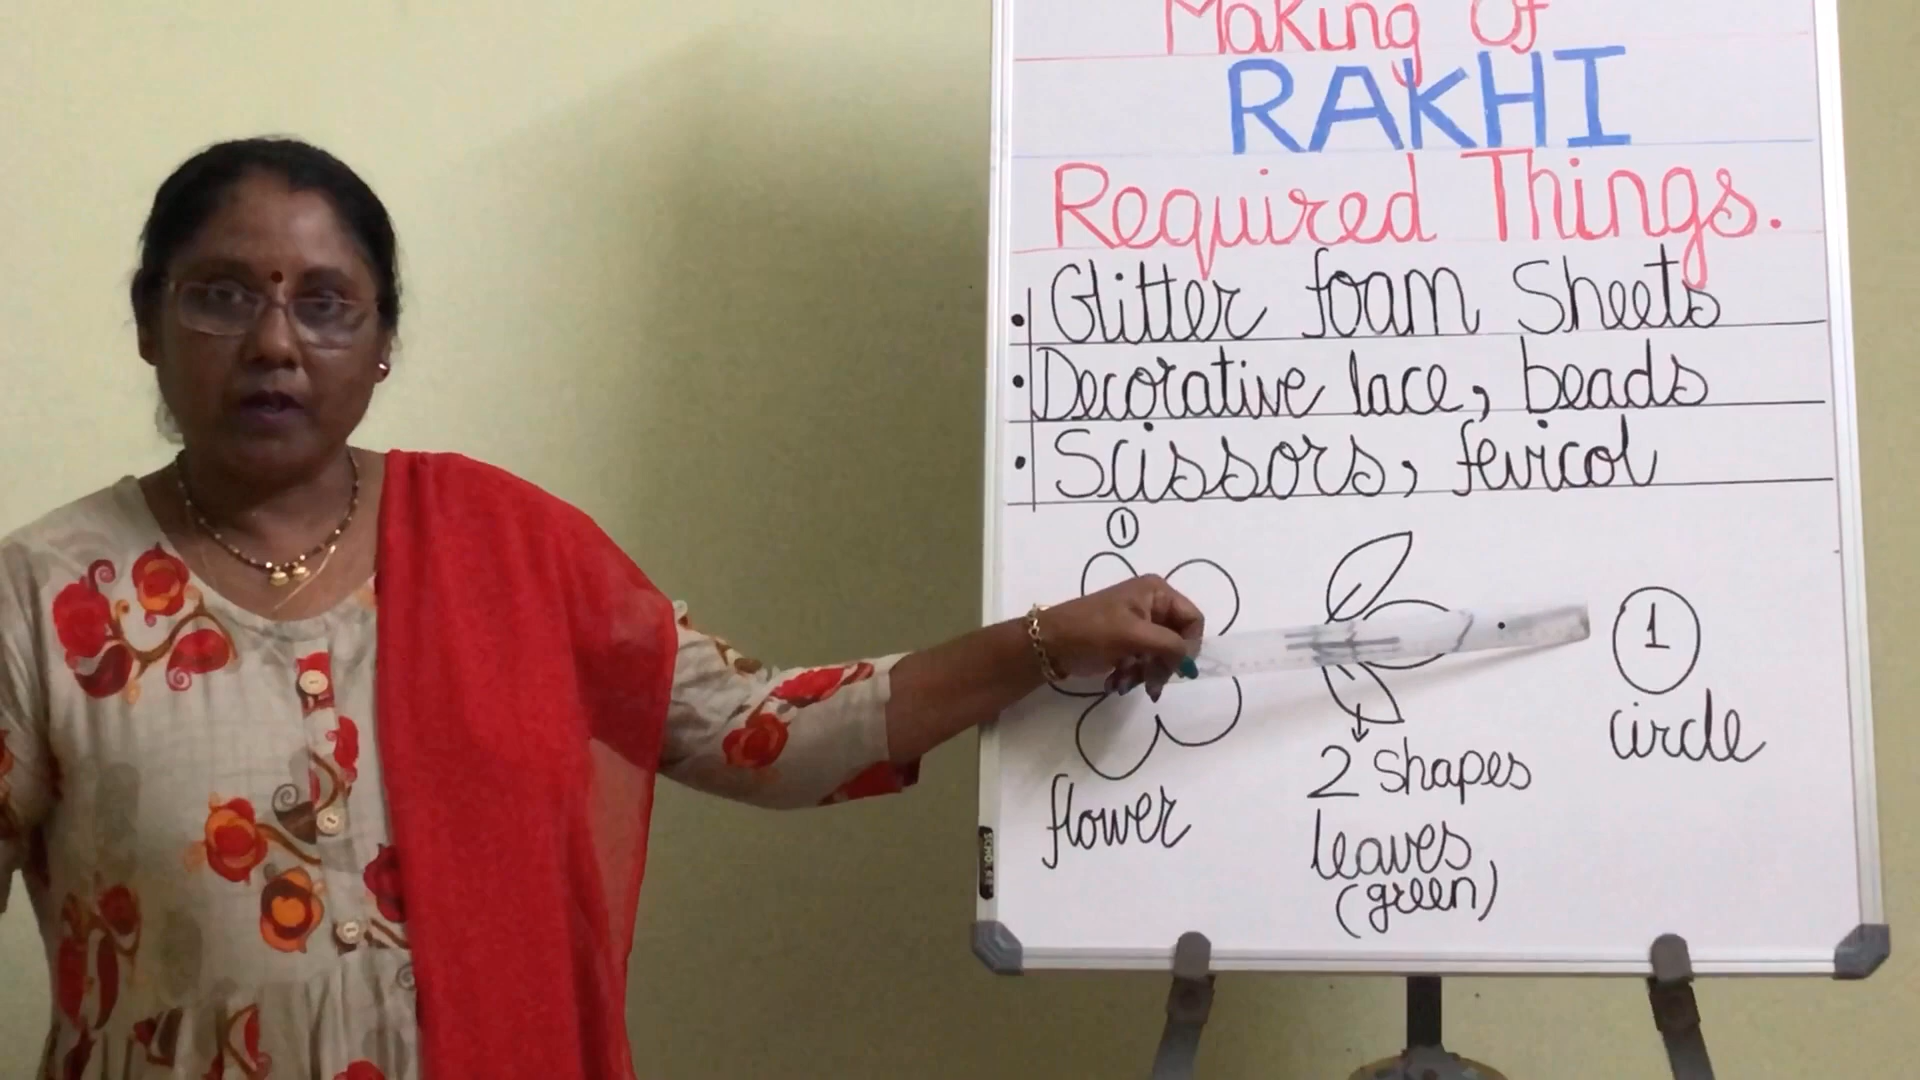 Making Of
RAKHI
Required Things.
• Glitter foam Sheets
• Decorative lace, beads
• Scissors, fevicol
1
1
flower
2 shapes
leaves,
(green)
circle